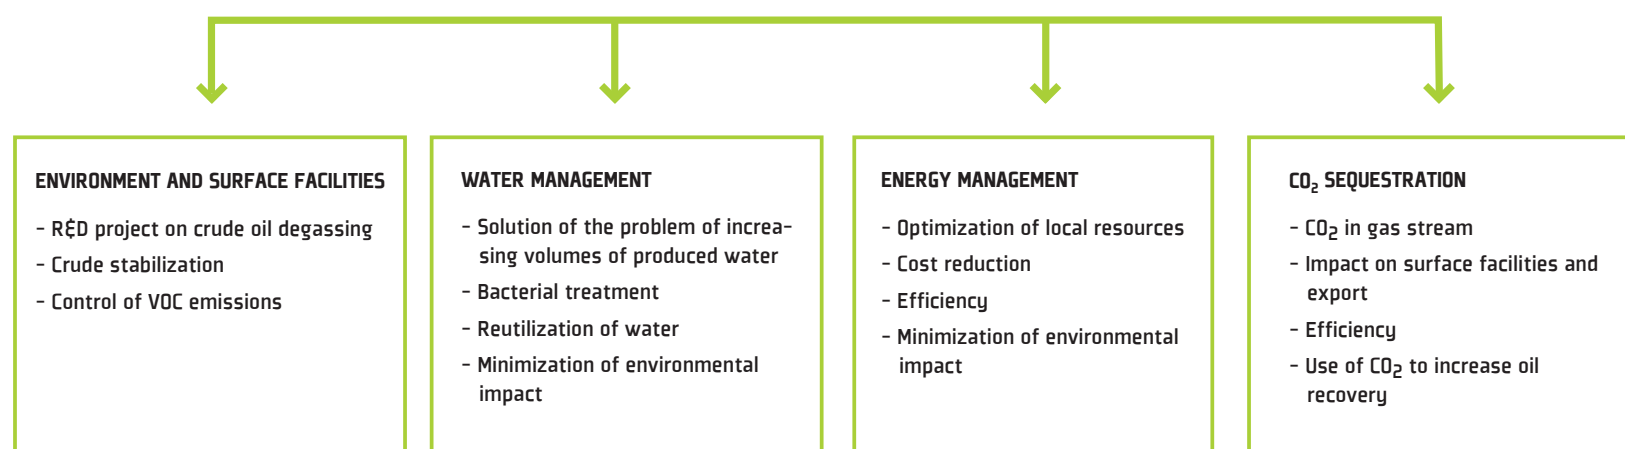 ENVIRONMENT AND SURFACE FACILITIES
- R&D project on crude oil degassing
- Crude stabilization
- Control of VOC emissions
WATER MANAGEMENT
- Solution of the problem of increa-
sing volumes of produced water
- Bacterial treatment
- Reutilization of water
- Minimization of environmental
impact
ENERGY MANAGEMENT
- Optimization of local resources
- Cost reduction
- Efficiency
- Minimization of environmental
impact
CO₂ SEQUESTRATION
- CO₂ in gas stream
- Impact on surface facilities and
export
- Efficiency
- Use of CO₂ to increase oil
recovery